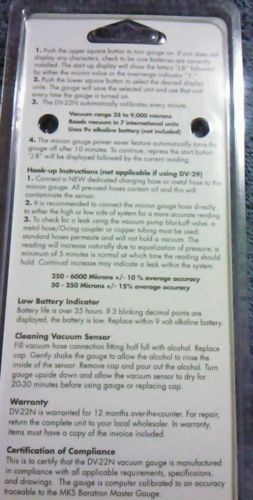 1. Push the upper square button to turn gauge on. If unit does not
display any characters, check to be sure batteries are correctly
installed. The start up display will show the letters "J-B" followed
by either the micron value or the overrange indicator "1."
2. Push the lower square button to select the desired display
units. The gauge will save the selected unit and use that unit
every time the gauge is turned on.
3. The DV-22N automatically calibrates every minute.
Vacuum range 25 to 9,000 microns
Reads vacuum in 7 international units
Uses 9v alkaline battery (not included)
4. The micron gauge power saver feature automatically turns the
gauge off after 10 minutes. To continue, repress the start button
"J-B" will be displayed followed by the current reading.
Hook-up Instructions (not applicable if using DV-29)
1. Connect a NEW dedicated charging hose or metal hose to the
micron gauge. All pre-used hoses contain oil and this will
contaminate the sensor.
2. It is recommended to connect the micron gauge hose directly
to either the high or low side of system for a more accurate reading.
3. To check for a leak using the vacuum pump blank-off valve, a
metal hose/O-ring coupler or copper tubing must be used;
standard hoses permeate and will not hold a vacuum. The
reading will increase naturally due to equalization of pressure, a
minimum of 5 minutes is normal at which time the reading should
hold. Continual increase may indicate a leak within the system.
250 - 6000 Microns +/- 10 % average accuracy
50 - 250 Microns +/- 15% average accuracy
Low Battery Indicator
Battery life is over 35 hours. If 3 blinking decimal points are
displayed, the battery is low. Replace within 9 volt alkaline battery.
Cleaning Vacuum Sensor
Fill vacuum hose connection fitting half full with alcohol. Replace
cap. Gently shake the gauge to allow the alcohol to rinse the
inside of the sensor. Remove cap and pour out the alcohol. Turn
gauge upside down and allow the vacuum sensor to dry for
20-30 minutes before using gauge or replacing cap.
Warranty
DV-22N is warranted for 12 months over-the-counter. For repair,
return the complete unit to your local wholesaler. In warranty,
items must have a copy of the invoice included.
Certification of Compliance
This is to certify that the DV-22N vacuum gauge is manufactured
in compliance with all applicable requirements, specifications,
and drawings. The gauge is computer calibrated to an accuracy
traceable to the MKS Baratron Master Gauge.